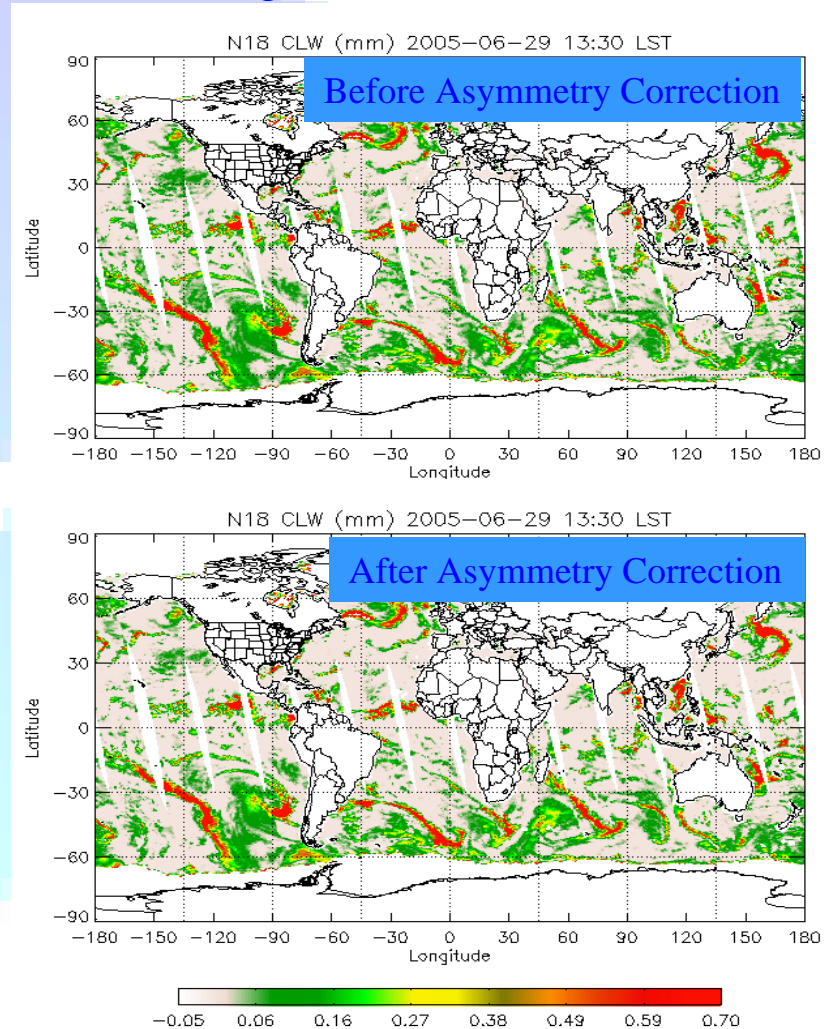 N18 CLW (mm) 2005-06-29 13:30 LST
Before Asymmetry Correction
90
60
30
0
-30
-60
-90
Latitude
-180 -150 -120 -90 -60 -30 0 30 60 90 120 150 180
Longitude
N18 CLW (mm) 2005-06-29 13:30 LST
After Asymmetry Correction
90
60
30
0
-30
-60
-90
Latitude
-180 -150 -120 -90 -60 -30 0 30 60 90 120 150 180
Longitude
-0.05 0.06 0.16 0.27 0.38 0.49 0.59 0.70